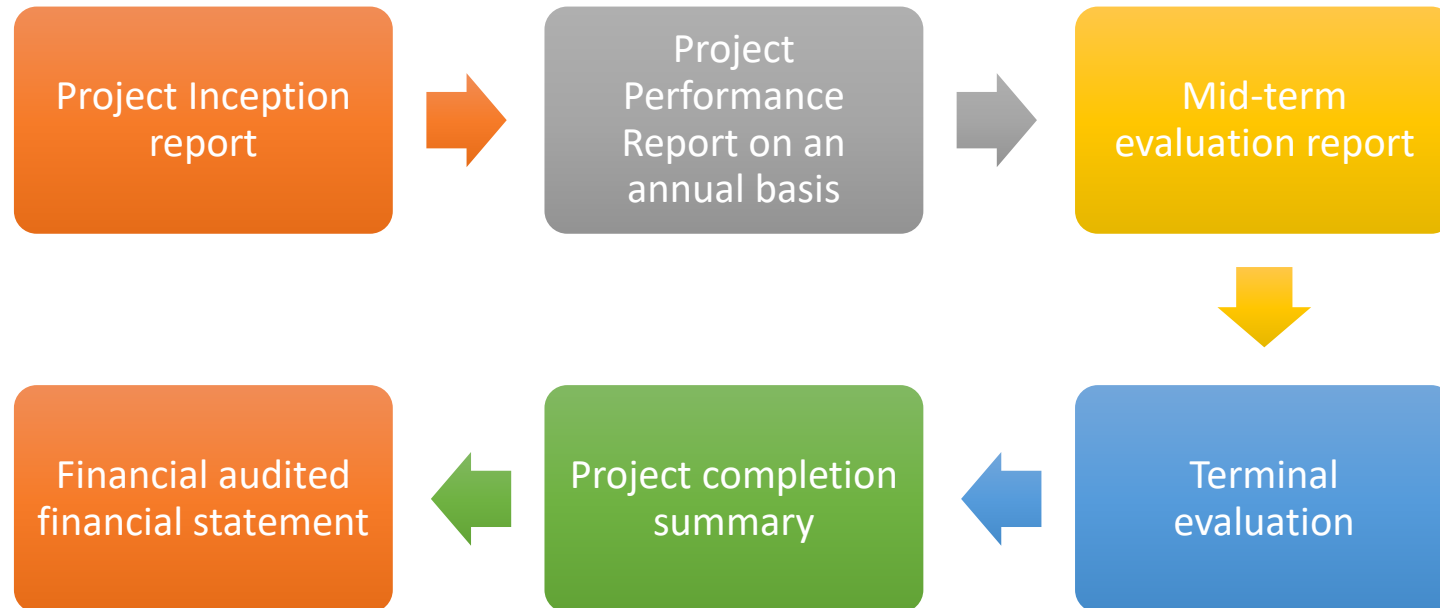 Project Inception
report
Project
Performance
Report on an
annual basis
Mid-term
evaluation report
Terminal
evaluation
Project completion
summary
Financial audited
financial statement